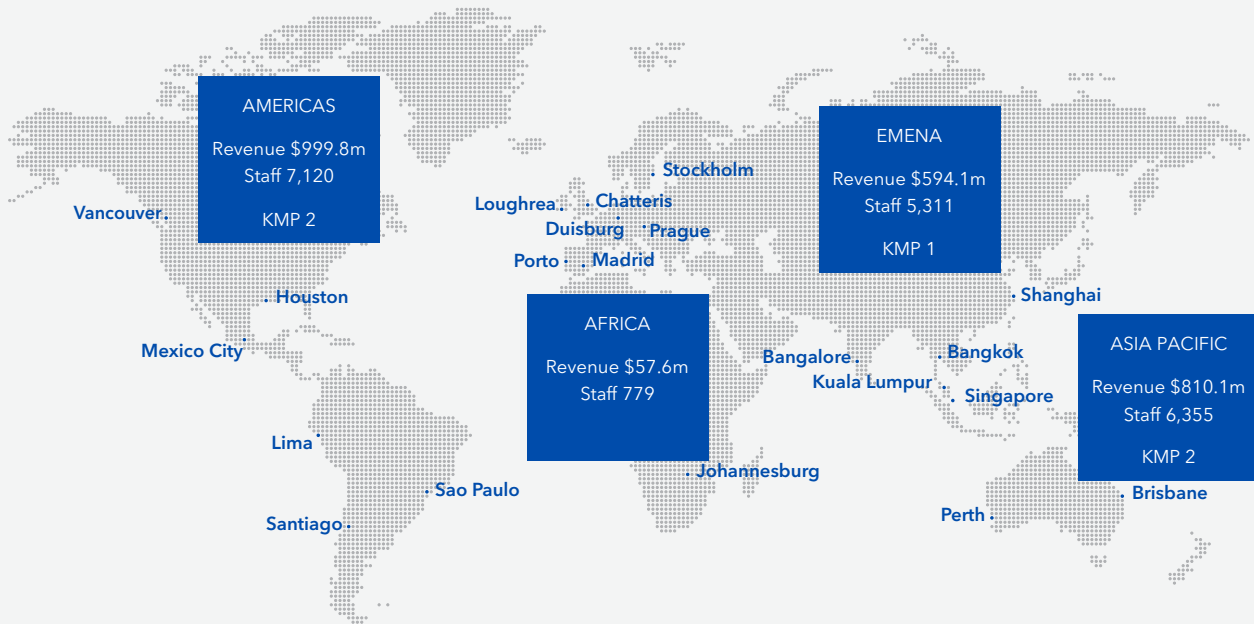 AMERICAS
Revenue $999.8m
Staff 7,120
KMP 2
EMENA
Revenue $594.1m
Staff 5,311
KMP 1
Stockholm
Loughrea
Chatteris
Vancouver
Duisburg
Prague
Porto
Madrid
Houston
Shanghai
AFRICA
Revenue $57.6m
Staff 779
ASIA PACIFIC
Revenue $810.1m
Staff 6,355
KMP 2
Mexico City
Bangalore
Bangkok
Kuala Lumpur
Singapore
Lima
Johannesburg
Sao Paulo
Brisbane
Perth
Santiago